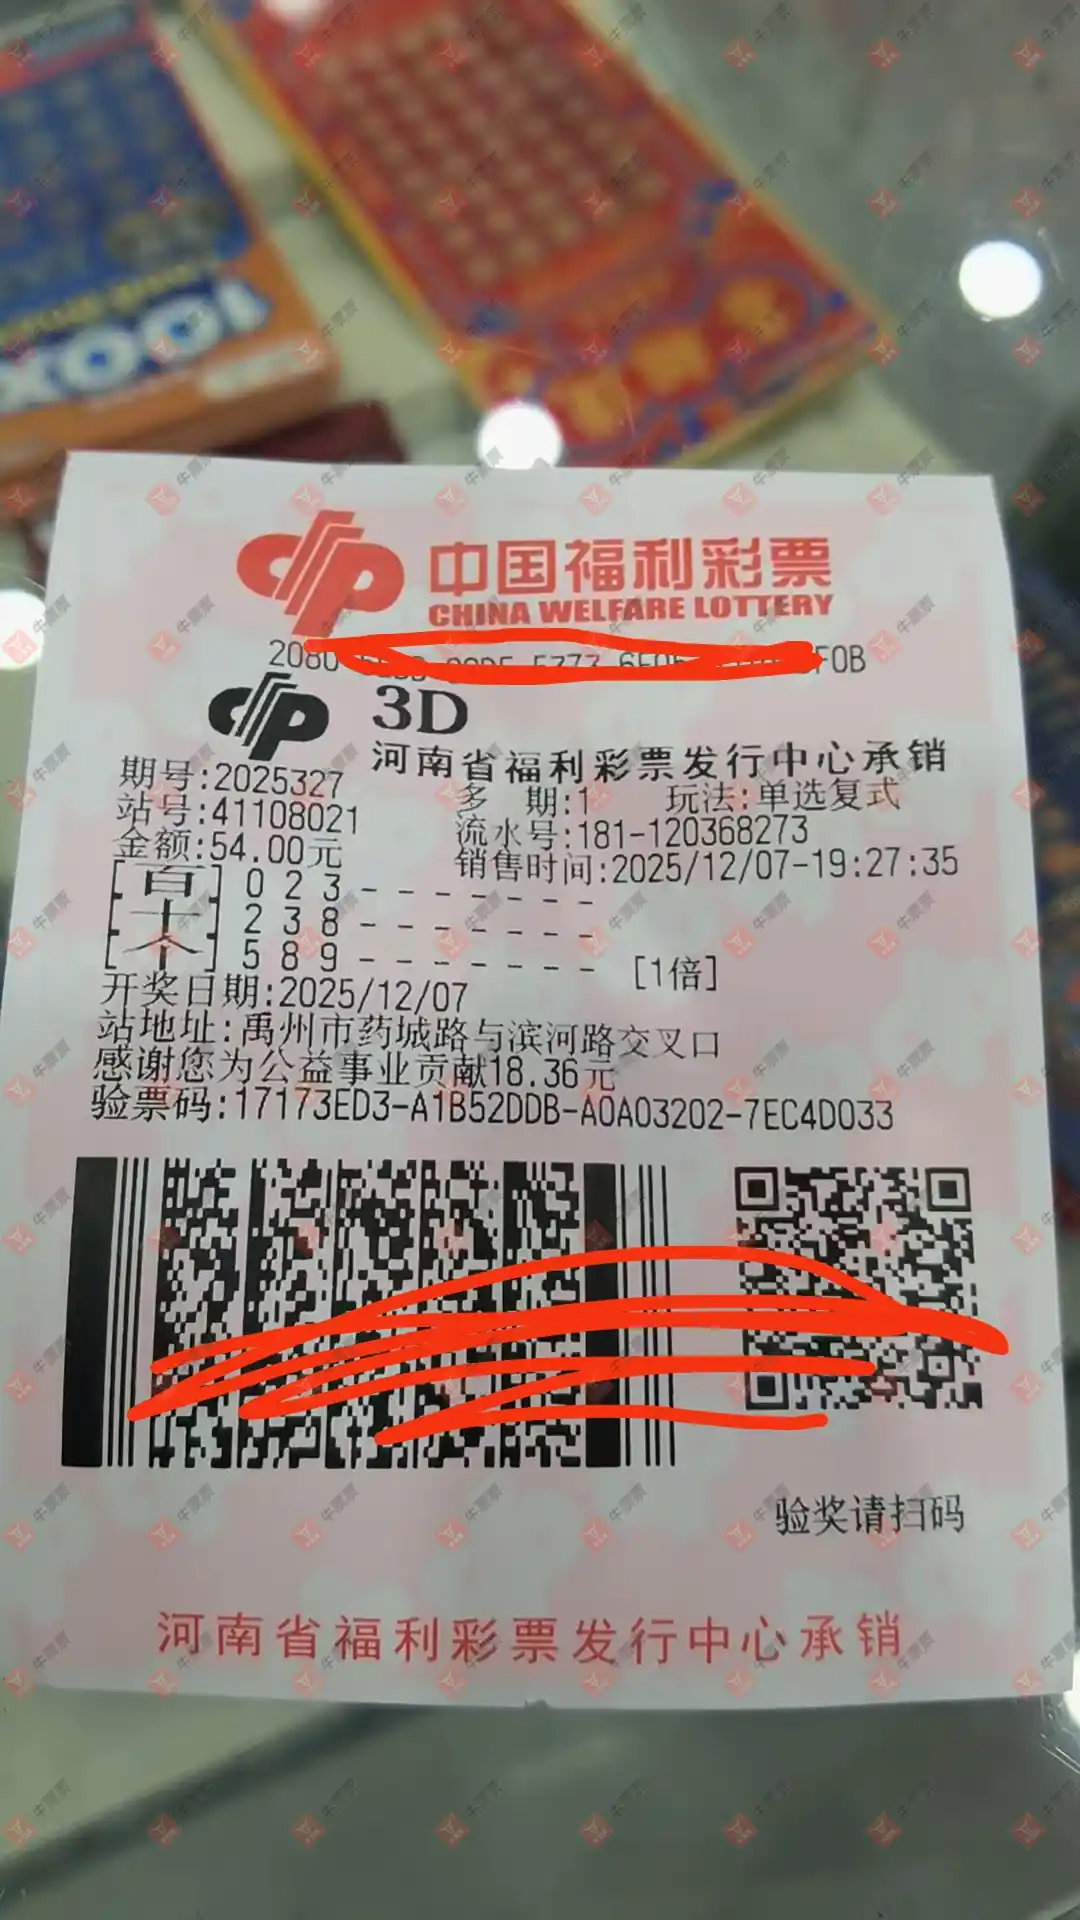 100X
中国福利彩票
CHINA WELFARE LOTTERY
2080 F0B
3D
河南省福利彩票发行中心承销
期号:2025327
多 期:1 玩法:单选复式
站号:41108021
流水号:181-120368273
金额:54.00元
销售时间:2025/12/07-19:27:35
[百] 0 2 3 - - - - - - -
[十] 2 3 8 - - - - - - -
[个] 5 8 9 - - - - - - - [1倍]
开奖日期:2025/12/07
站地址:禹州市药城路与滨河路交叉口
感谢您为公益事业贡献18.36元
验票码:17173ED3-A1B52DDB-A0A03202-7EC4D033
验奖请扫码
河南省福利彩票发行中心承销
牛票票